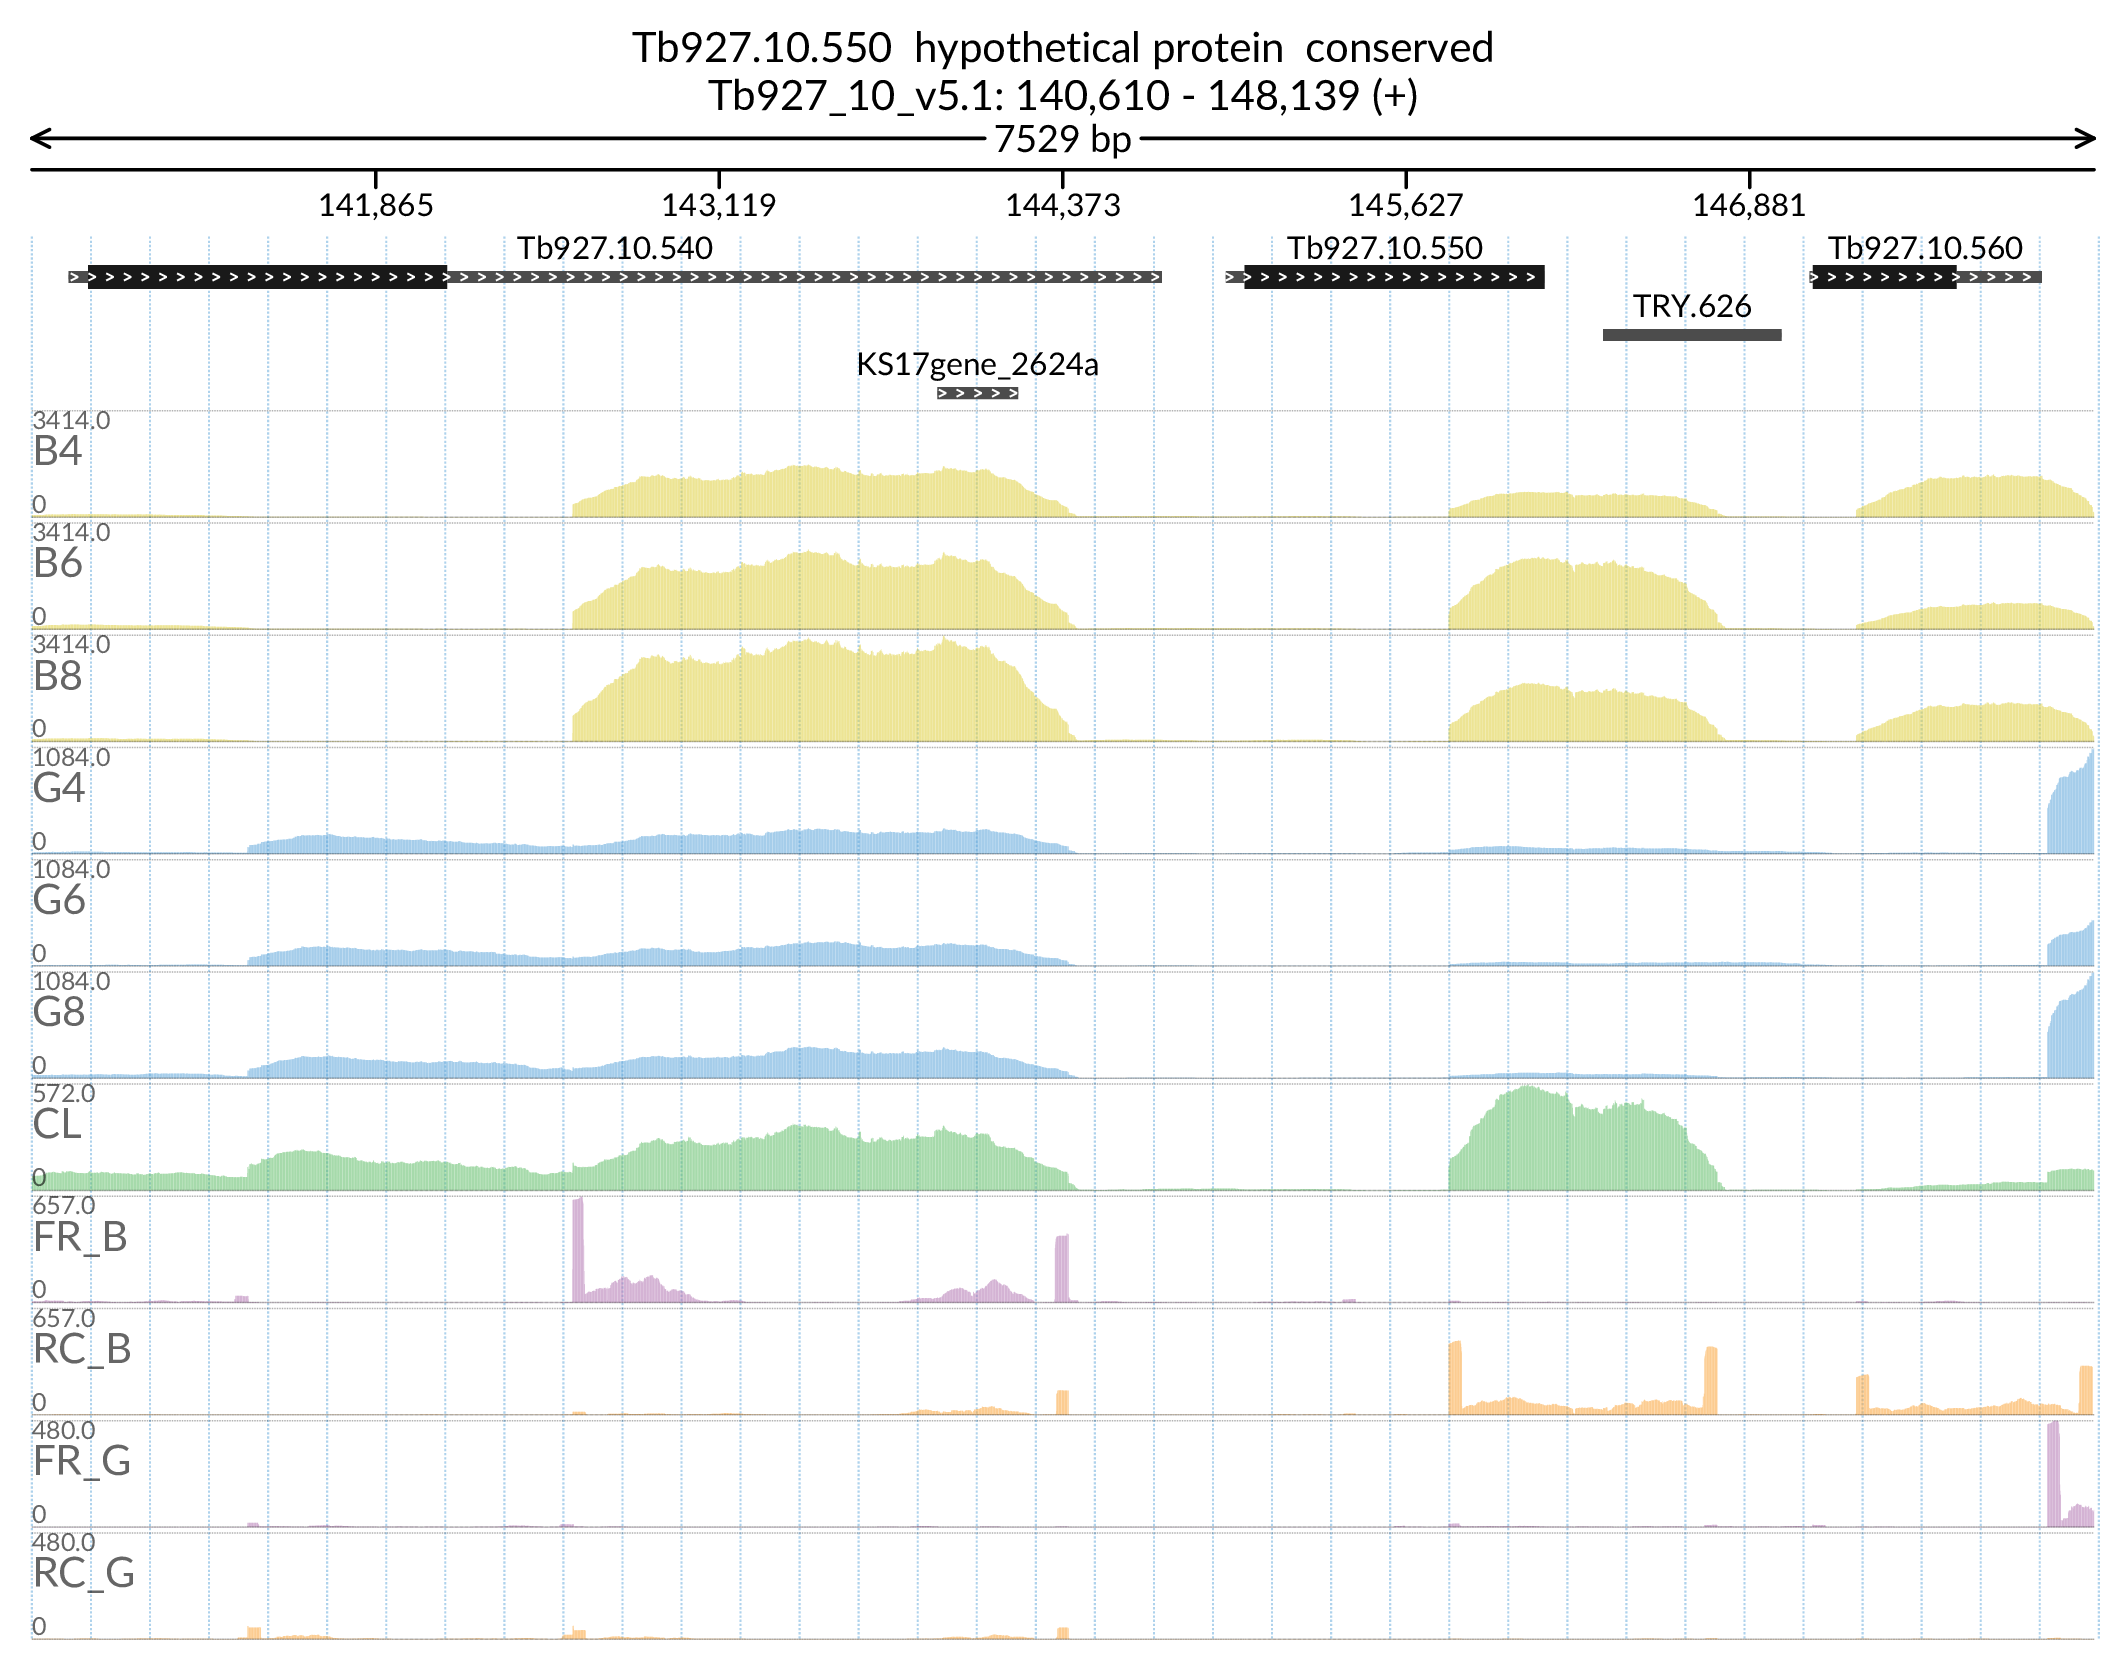 Tb927.10.550  hypothetical protein  conserved
Tb927_10_v5.1: 140,610 - 148,139 (+)
7529 bp
141,865 143,119 144,373 145,627 146,881
Tb927.10.540 Tb927.10.550 Tb927.10.560
TRY.626
KS17gene_2624a
3414.0
B4
0
3414.0
B6
0
3414.0
B8
0
1084.0
G4
0
1084.0
G6
0
1084.0
G8
0
572.0
CL
0
657.0
FR_B
0
657.0
RC_B
0
480.0
FR_G
0
480.0
RC_G
0